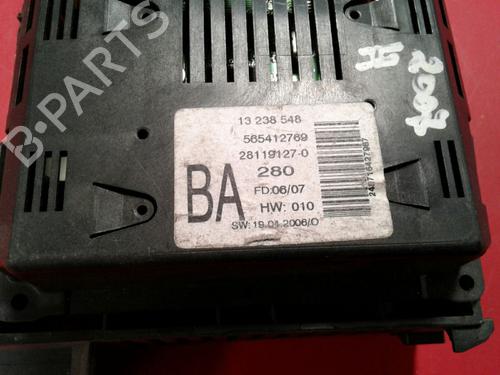 B-PARTS
2007
13 238 548
565412769
28119127-0
BA
280
FD:06/07
HW: 010
SW:19.01.2006/O